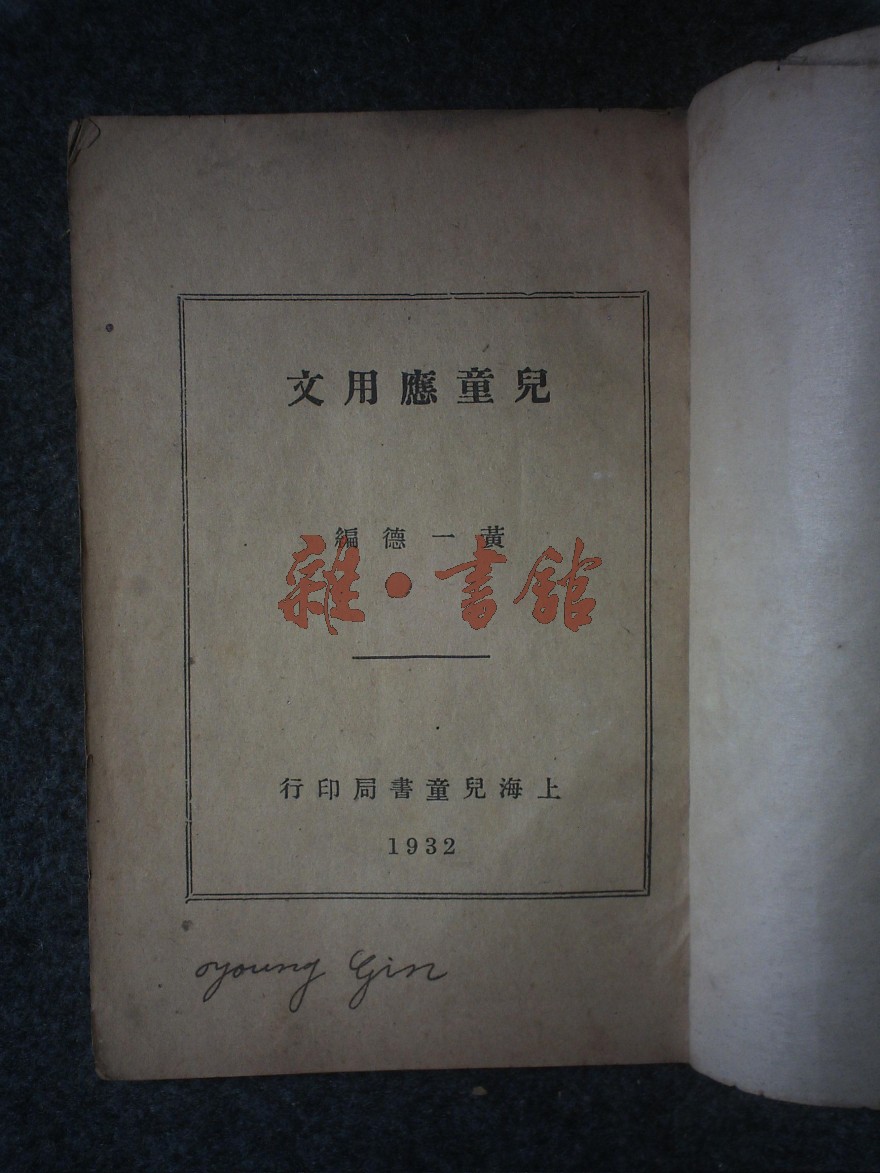 兒童應用文
黃一德編
雜·書館
上海兒童書局印行
1932
oyoung Gin